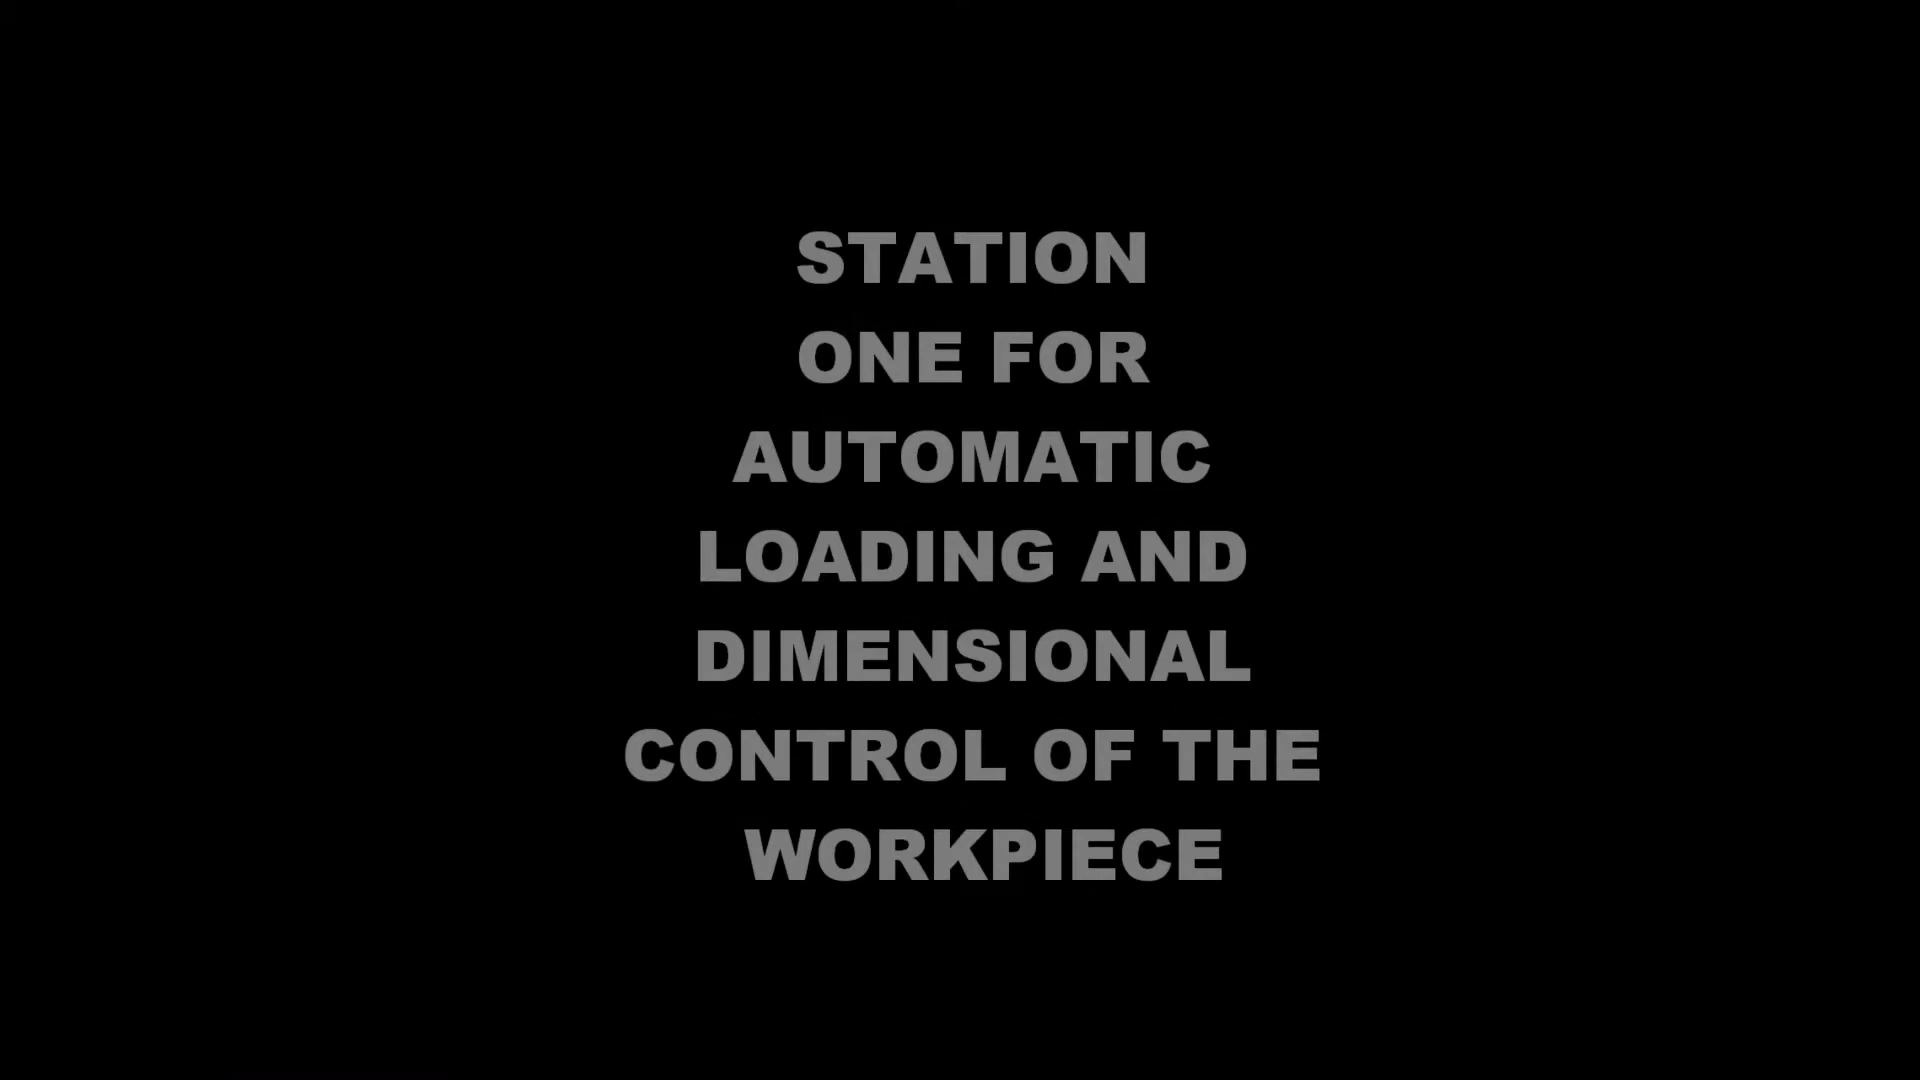 STATION
ONE FOR
AUTOMATIC
LOADING AND
DIMENSIONAL
CONTROL OF THE
WORKPIECE